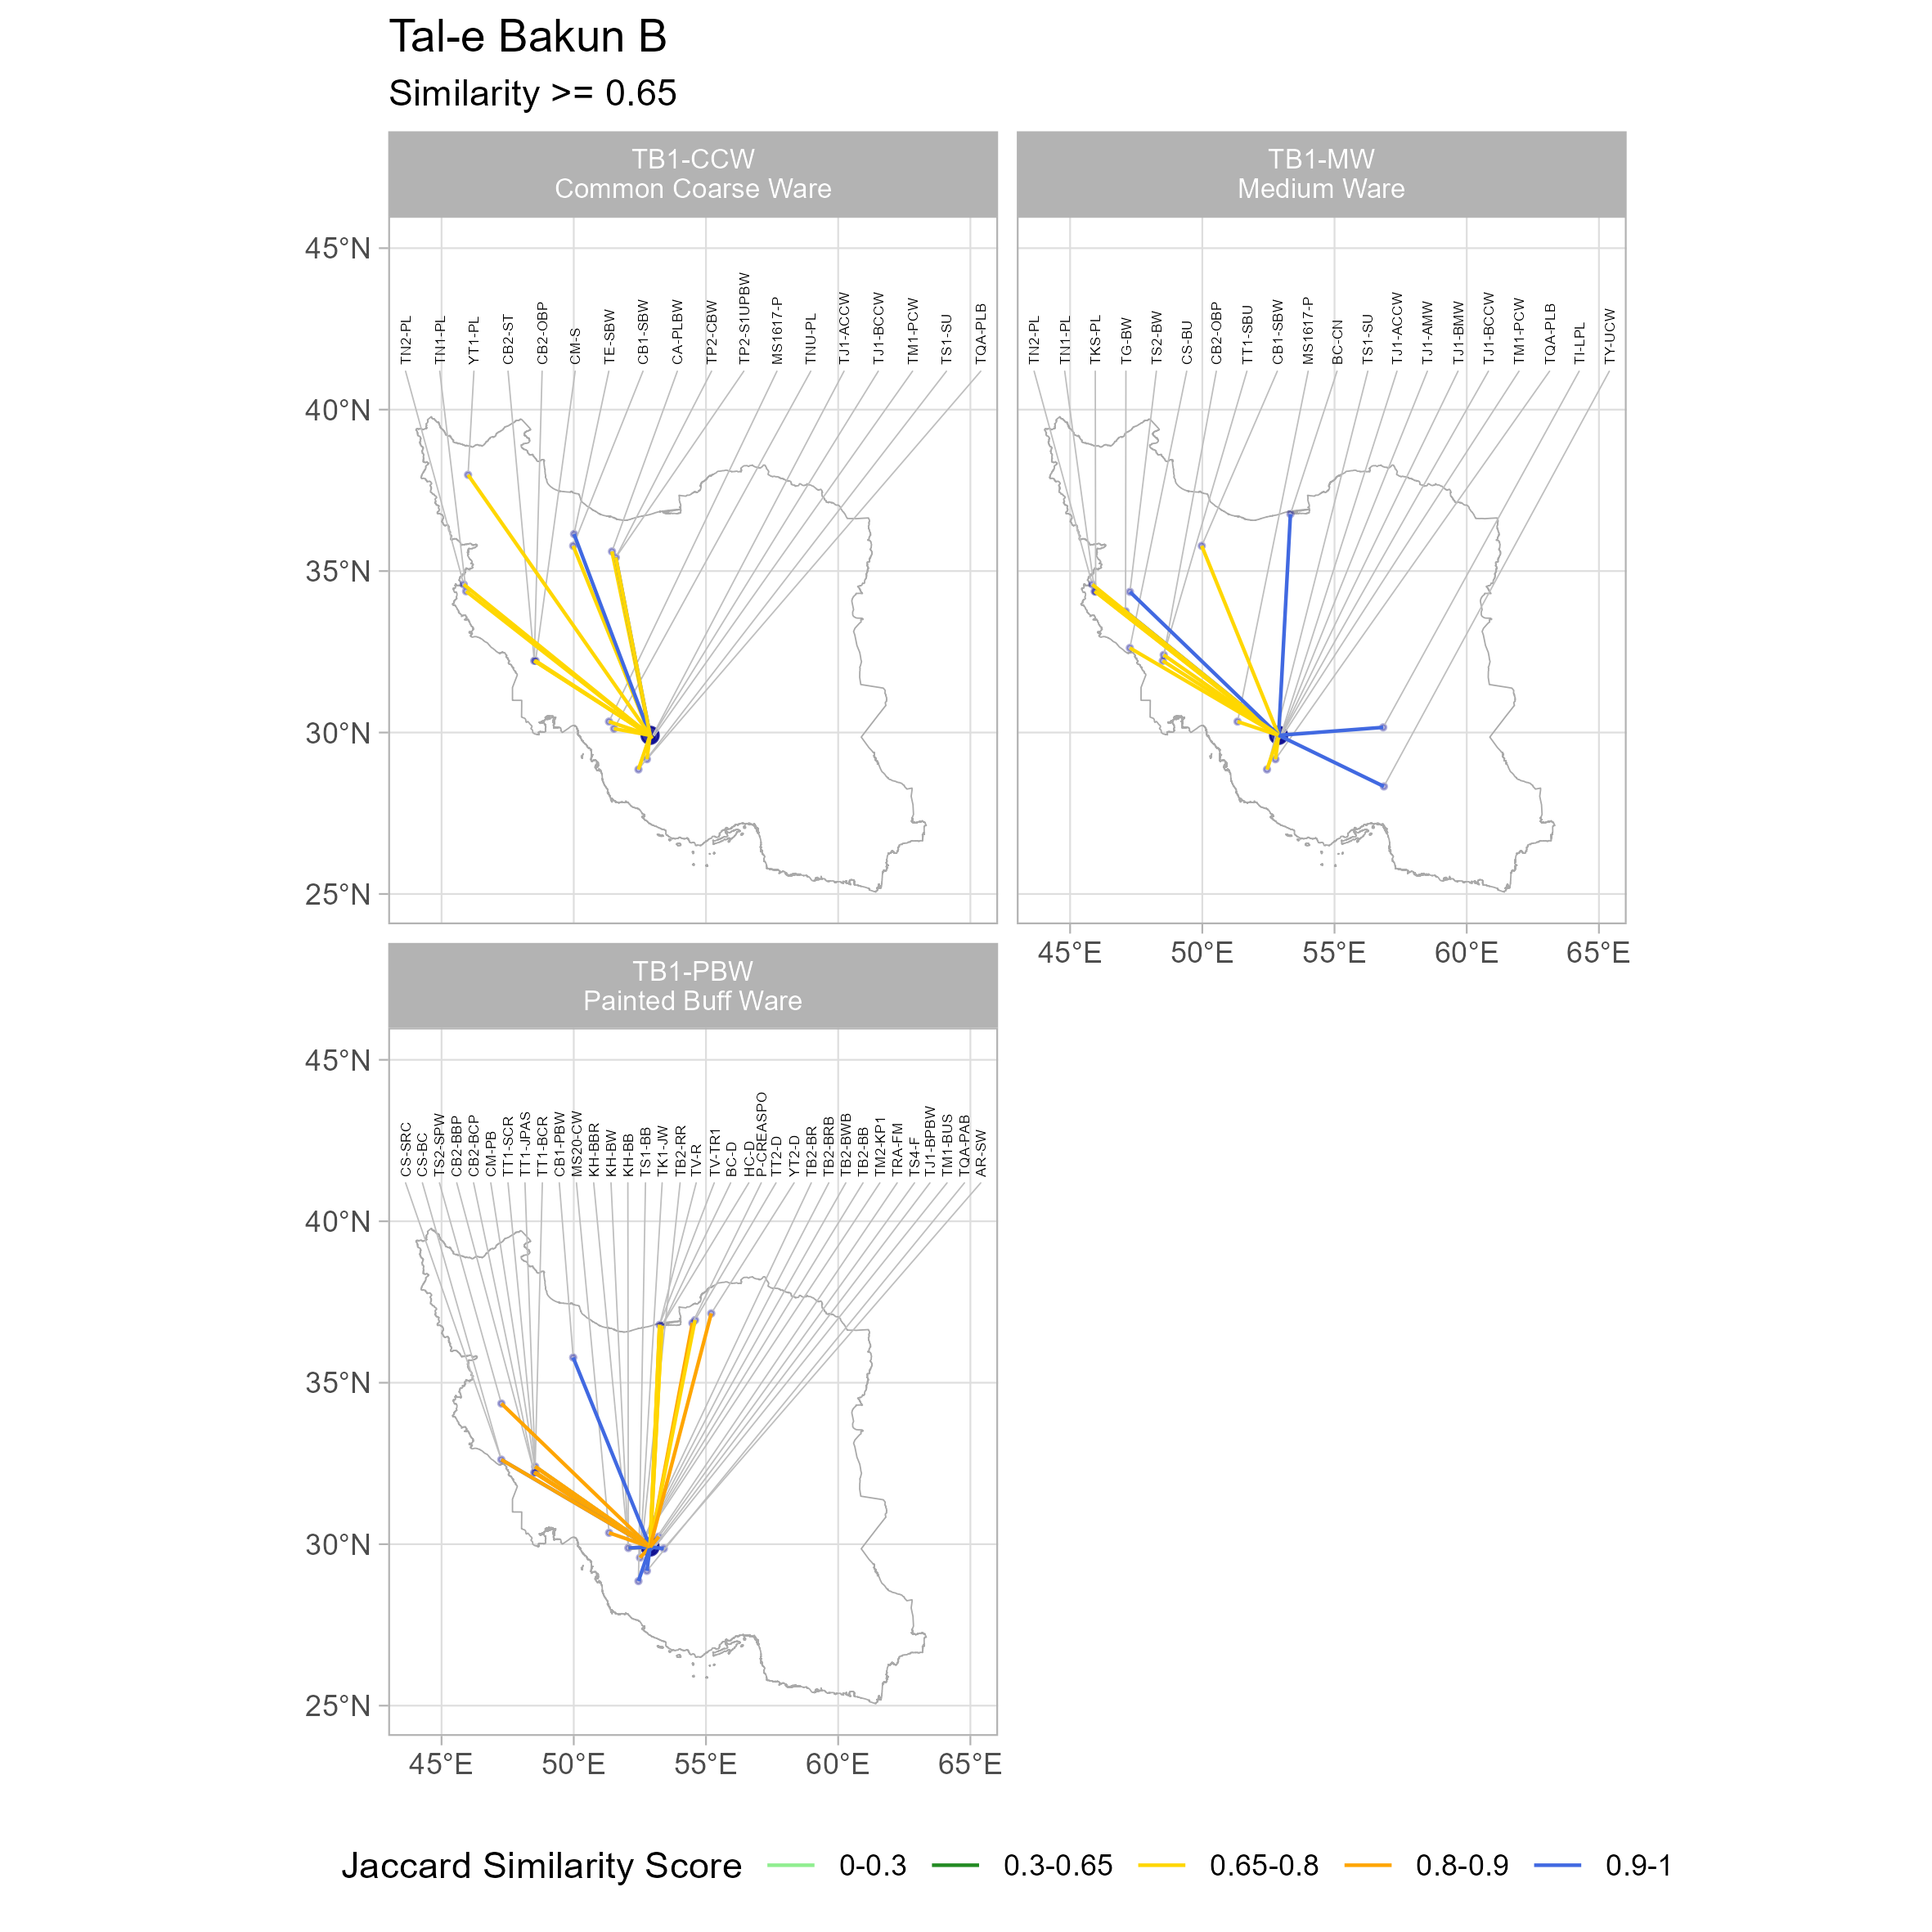 Tal-e Bakun B
Similarity >= 0.65
TB1-CCW
Common Coarse Ware
TB1-MW
Medium Ware
45°N
40°N
35°N
30°N
25°N
TN2-PL
TN1-PL
YT1-PL
CB2-ST
CB2-OBP
CM-S
TE-SBW
CB1-SBW
CA-PLBW
TP2-CBW
TP2-S1UPBW
MS1617-P
TNU-PL
TJ1-ACCW
TJ1-BCCW
TM1-PCW
TS1-SU
TQA-PLB
TN2-PL
TN1-PL
TKS-PL
TG-BW
TS2-BW
CS-BU
CB2-OBP
TT1-SBU
CB1-SBW
MS1617-P
BC-CN
TS1-SU
TJ1-ACCW
TJ1-AMW
TJ1-BMW
TJ1-BCCW
TM1-PCW
TQA-PLB
TI-LPL
TY-UCW
45°E 50°E 55°E 60°E 65°E
TB1-PBW
Painted Buff Ware
45°N
40°N
35°N
30°N
25°N
CS-SRC
CS-BC
TS2-SPW
CB2-BBP
CB2-BCP
CM-PB
TT1-SCR
TT1-JPAS
TT1-BCR
CB1-PBW
MS20-CW
KH-BBR
KH-BW
KH-BB
TS1-BB
TK1-JW
TB2-RR
TV-R
TV-TR1
BC-D
HC-D
P-CREASPO
TT2-D
YT2-D
TB2-BR
TB2-BRB
TB2-BWB
TB2-BB
TM2-KP1
TRA-FM
TS4-F
TJ1-BPBW
TM1-BUS
TQA-PAB
AR-SW
45°E 50°E 55°E 60°E 65°E
Jaccard Similarity Score 0-0.3 0.3-0.65 0.65-0.8 0.8-0.9 0.9-1